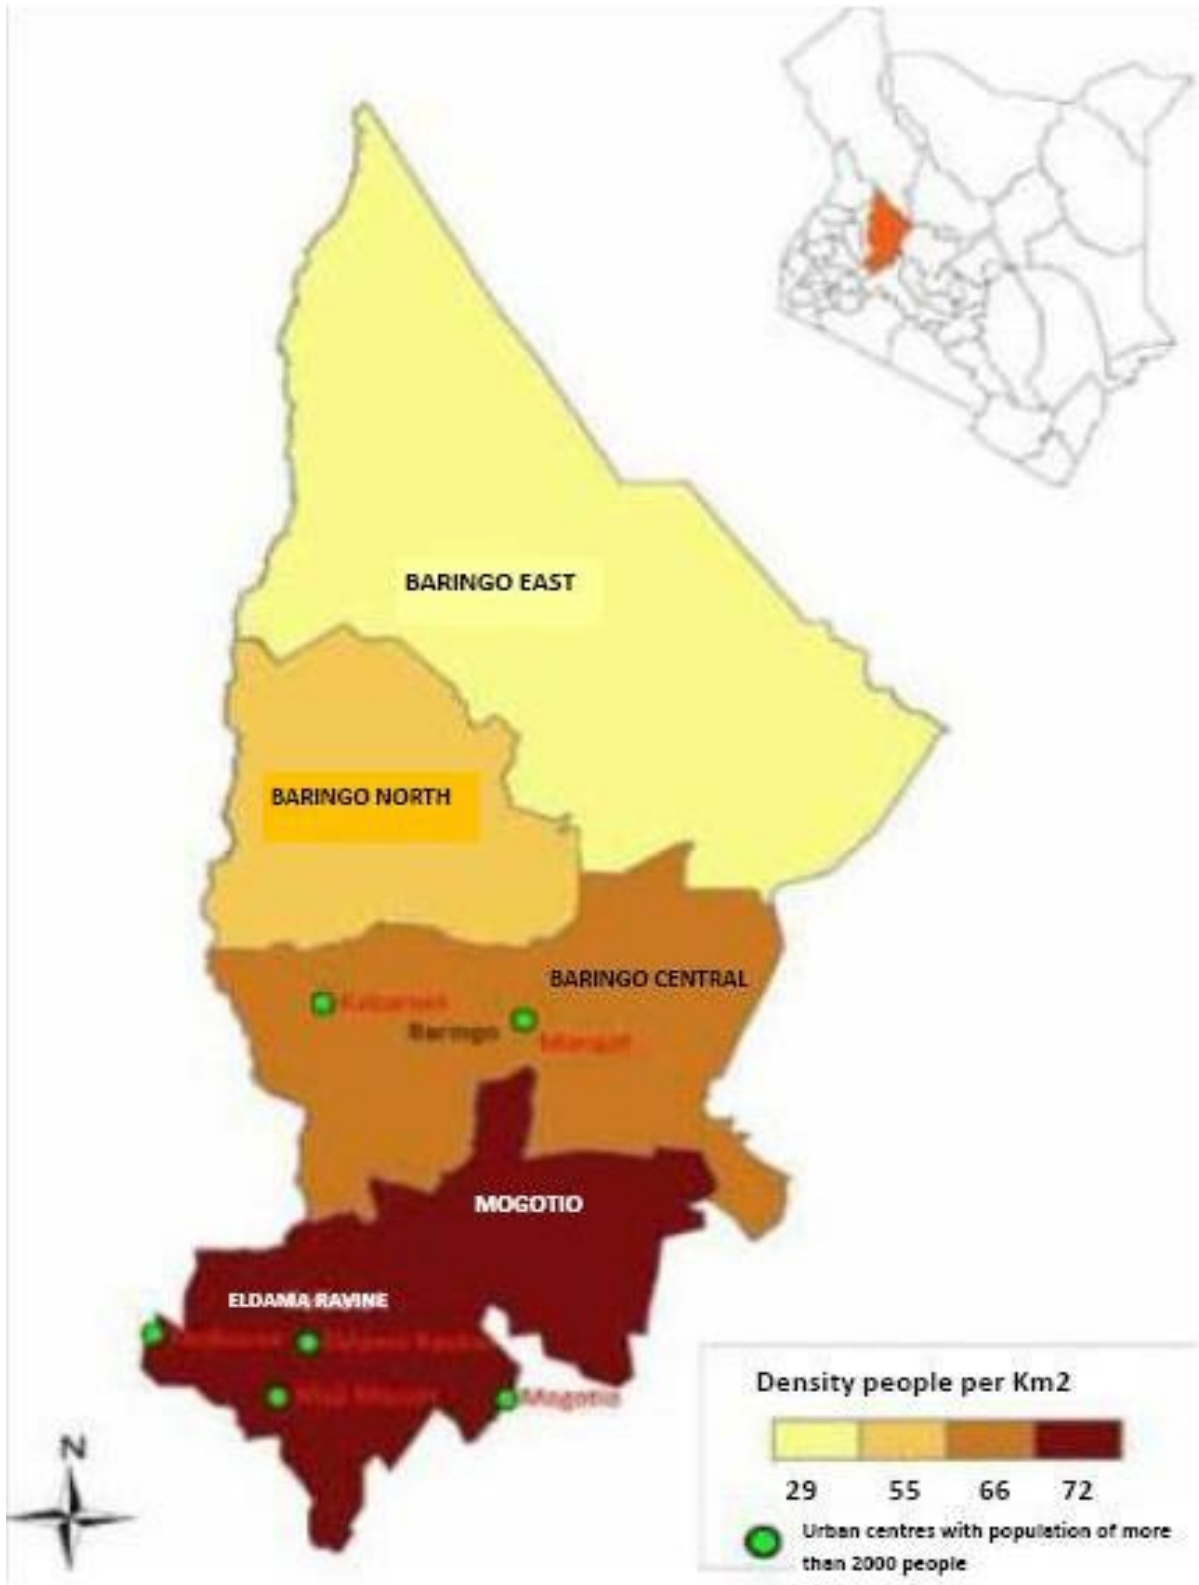 BARINGO EAST
BARINGO NORTH
BARINGO CENTRAL
Kabarnet
Baringo
Marigat
MOGOTIO
ELDAMA RAVINE
Eldama Ravine
Mogotio
Density people per Km2
29 55 66 72
Urban centres with population of more
than 2000 people
N